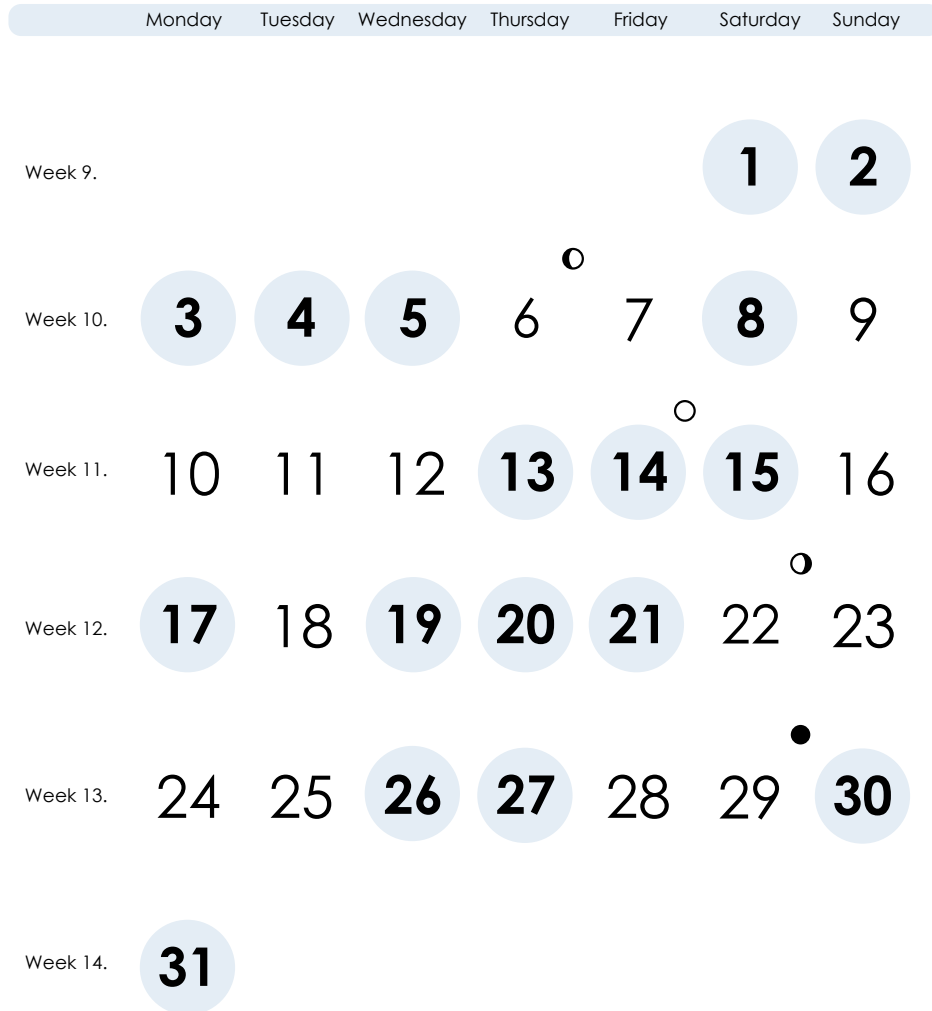 Monday Tuesday Wednesday Thursday Friday Saturday Sunday
Week 9. 1 2
Week 10. 3 4 5 6 7 8 9
Week 11. 10 11 12 13 14 15 16
Week 12. 17 18 19 20 21 22 23
Week 13. 24 25 26 27 28 29 30
Week 14. 31